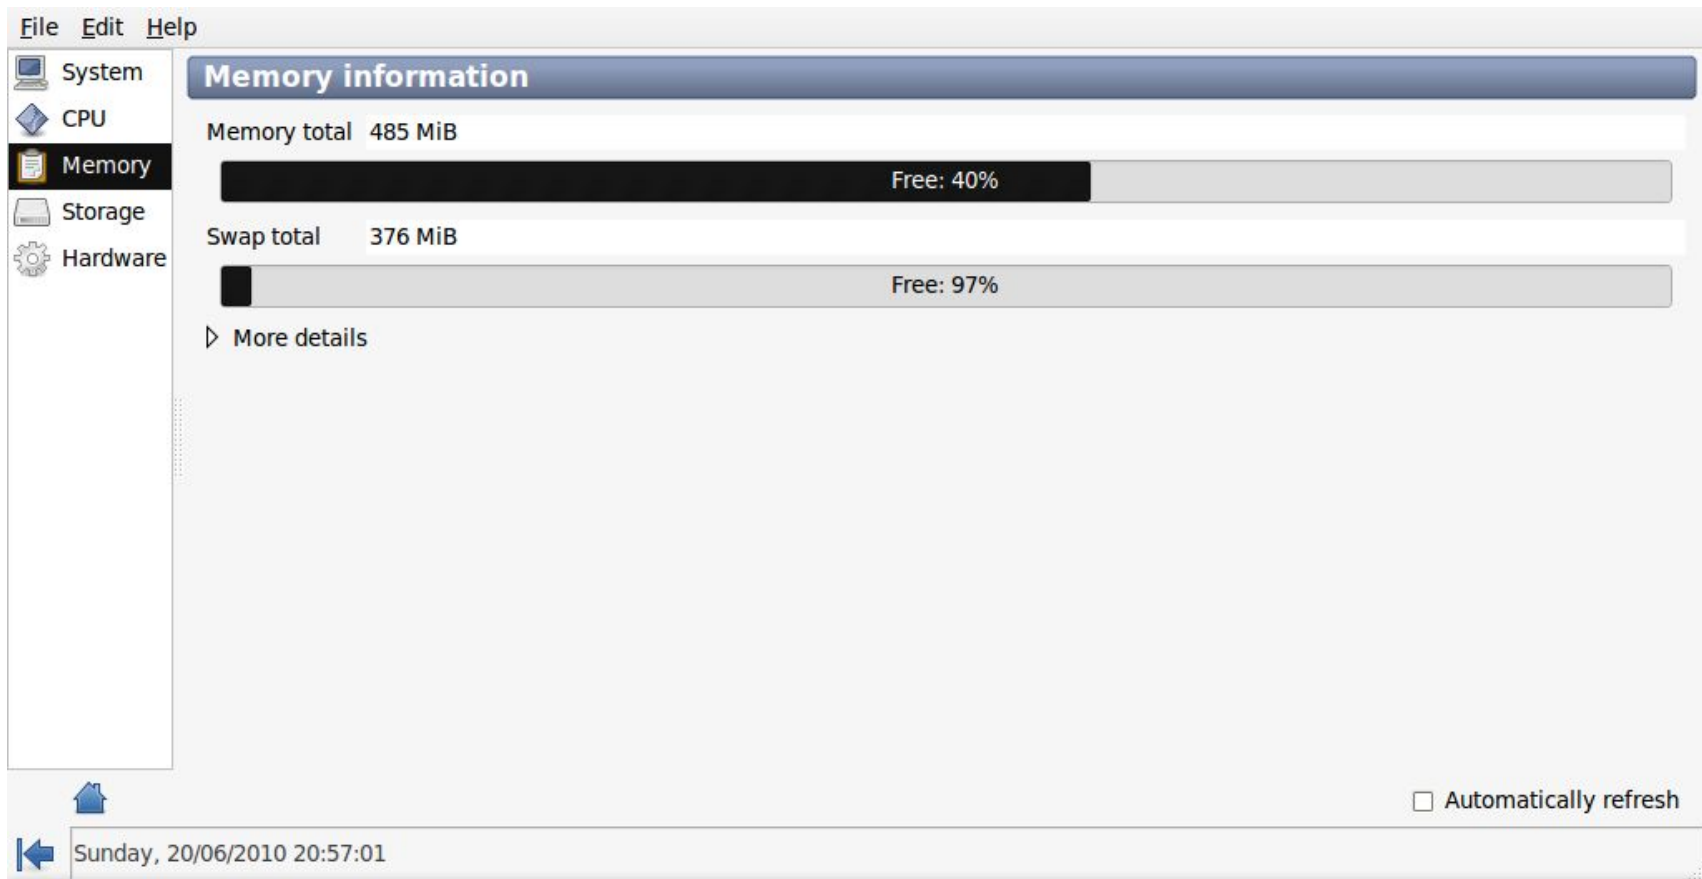 File Edit Help
System
CPU
Memory
Storage
Hardware
Memory information
Memory total 485 MiB
Free: 40%
Swap total 376 MiB
Free: 97%
More details
Automatically refresh
Sunday, 20/06/2010 20:57:01